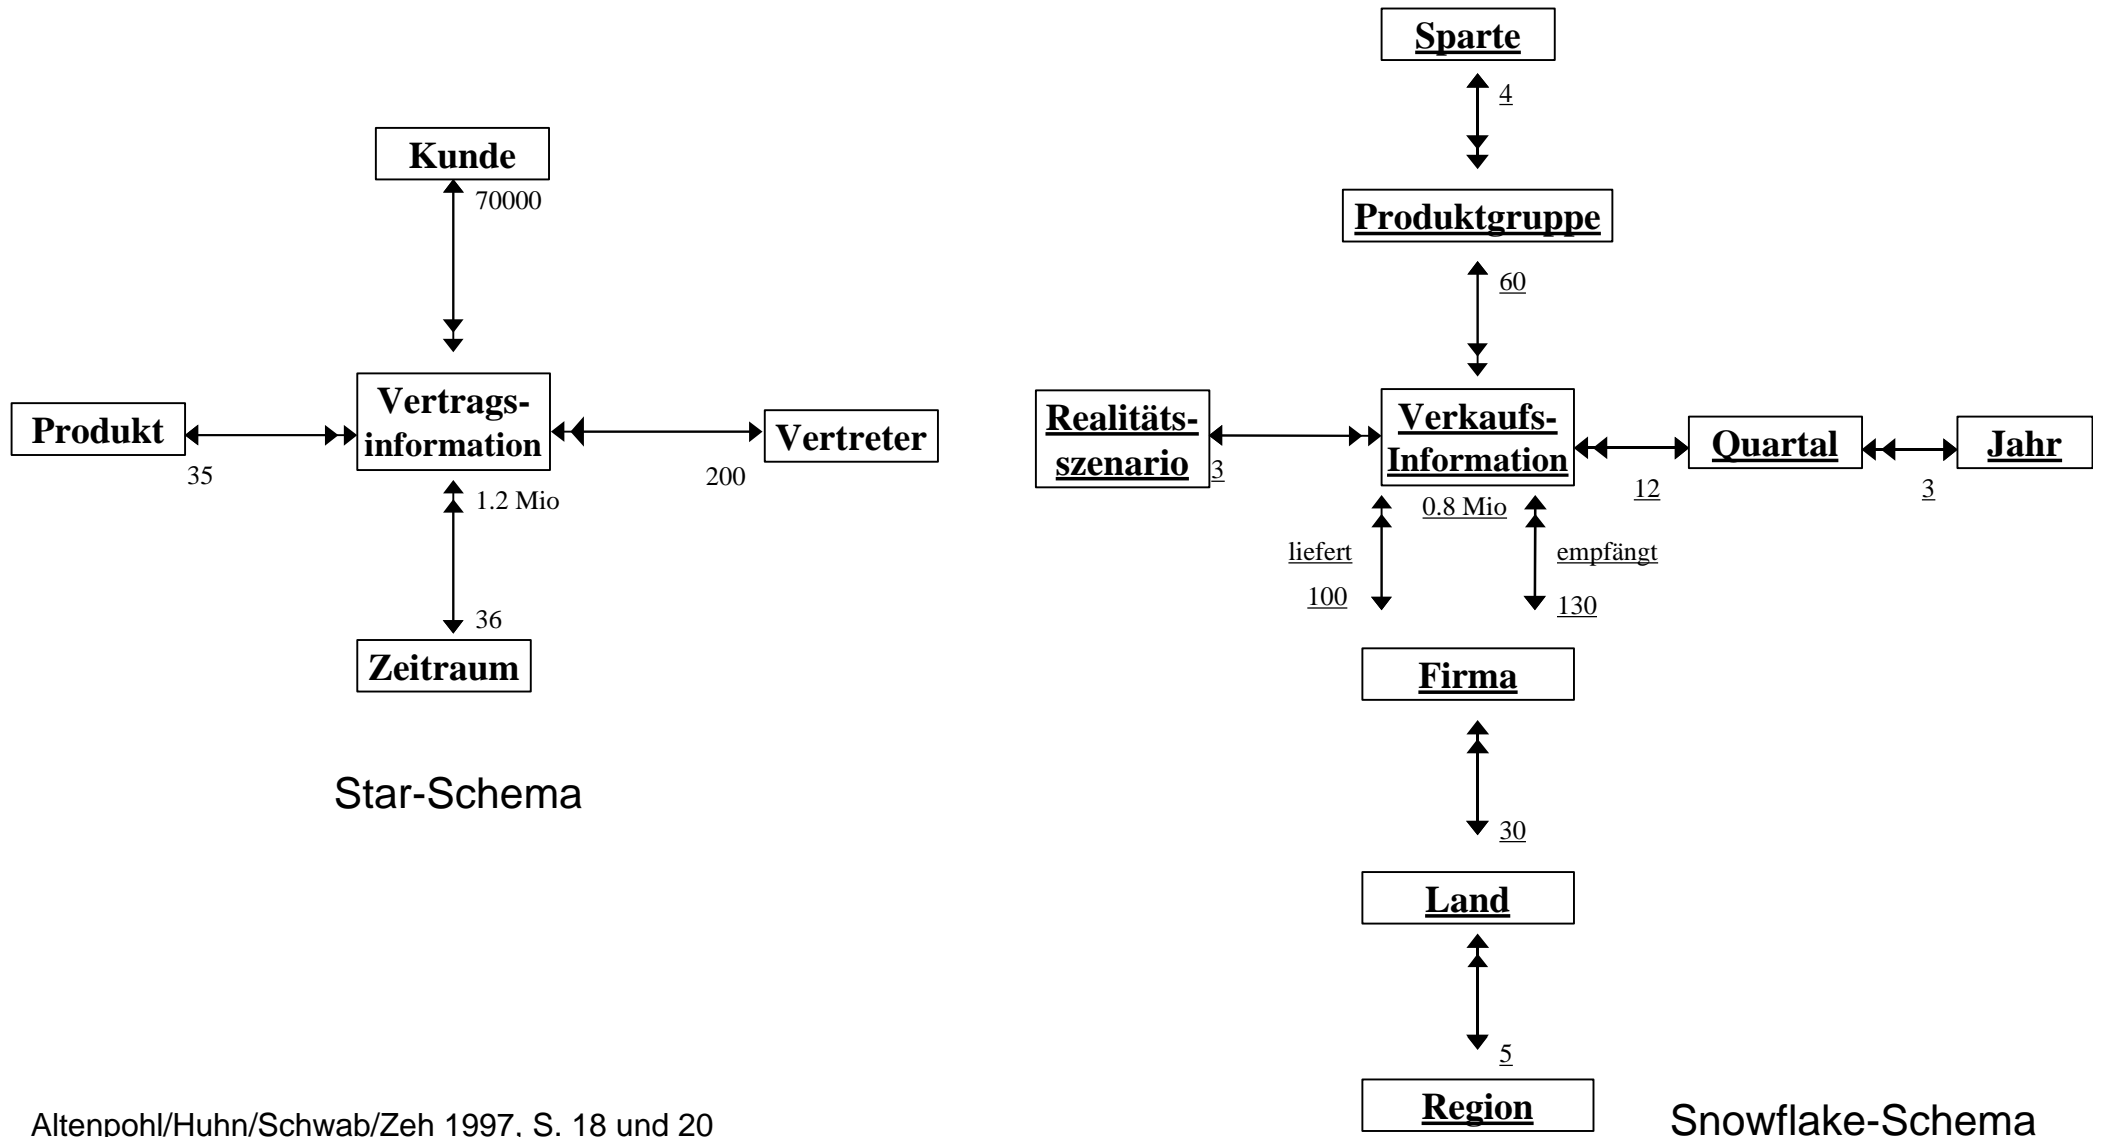 Kunde
70000
Produkt
35
Vertrags-
information
200
Vertreter
1.2 Mio
36
Zeitraum
Star-Schema
Altenpohl/Huhn/Schwab/Zeh 1997, S. 18 und 20
Sparte
4
Produktgruppe
60
Realitäts-
szenario
3
Verkaufs-
Information
0.8 Mio
12
Quartal
3
Jahr
liefert
100
empfängt
130
Firma
30
Land
5
Region
Snowflake-Schema